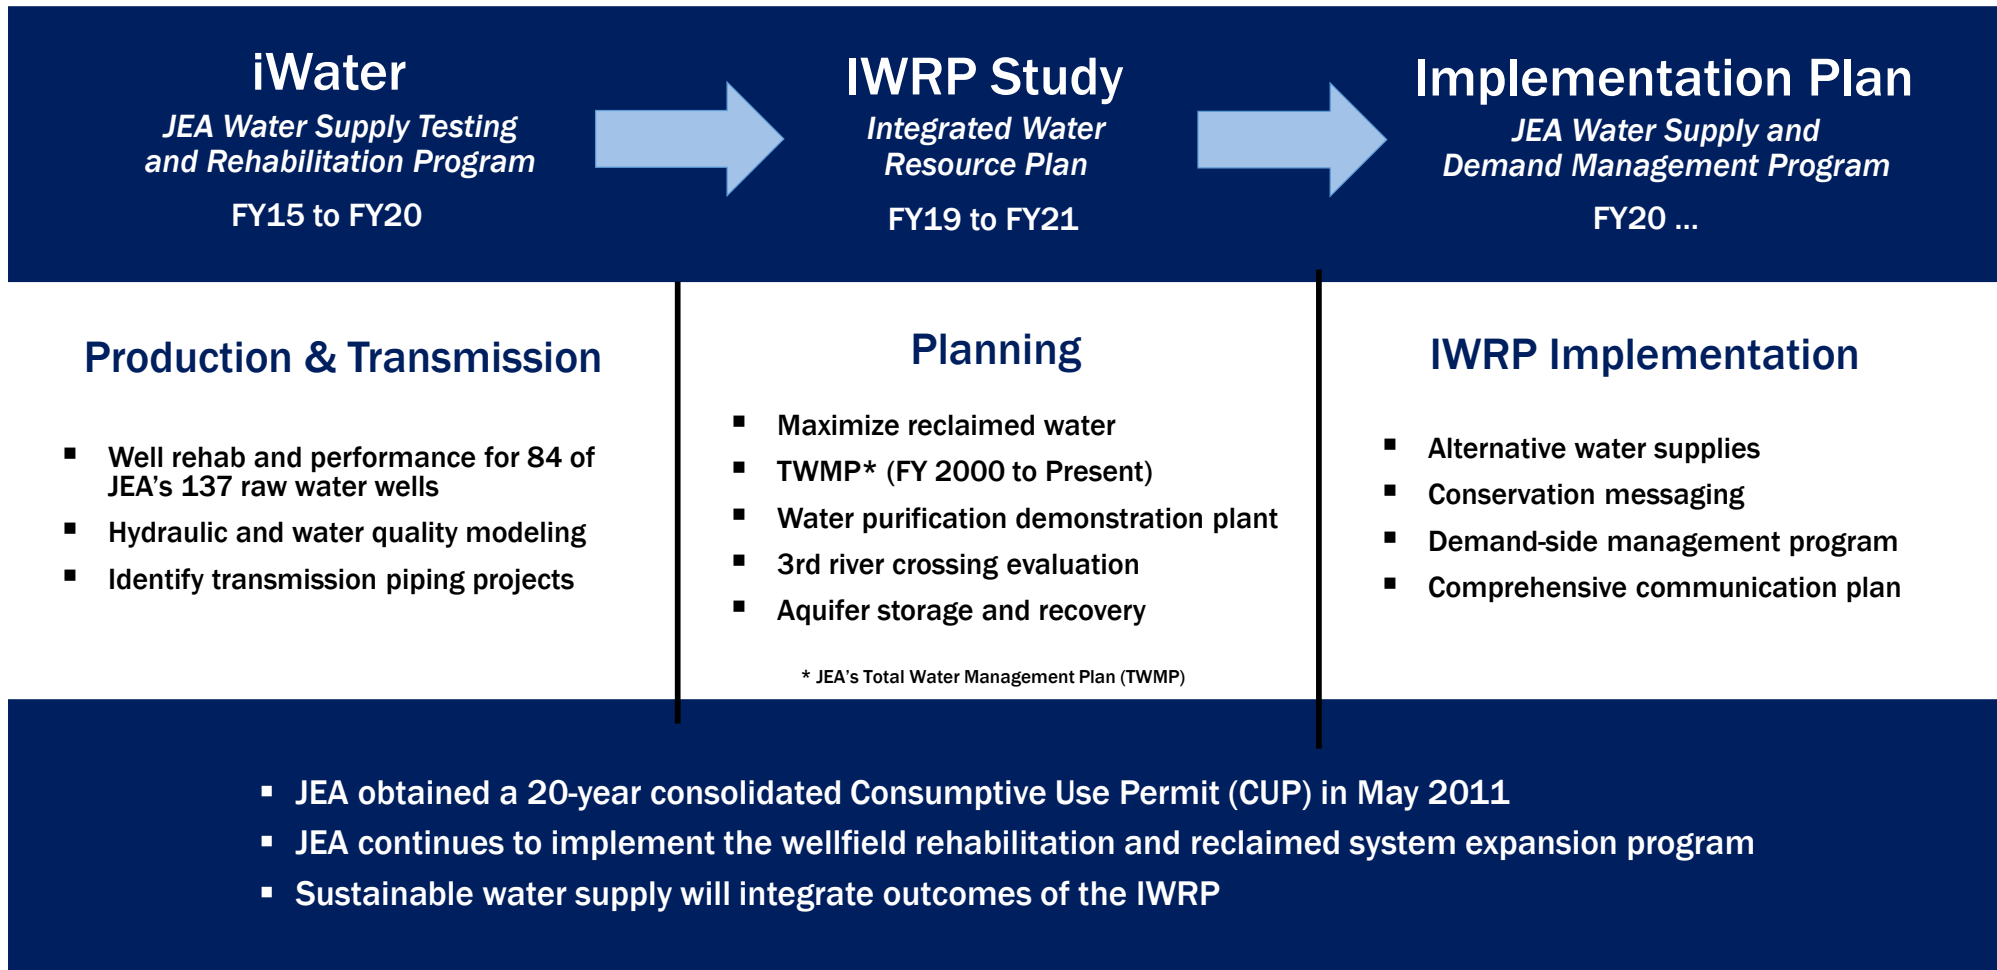 iWater
JEA Water Supply Testing
and Rehabilitation Program
FY15 to FY20
IWRP Study
Integrated Water
Resource Plan
FY19 to FY21
Implementation Plan
JEA Water Supply and
Demand Management Program
FY20 ...
Production & Transmission
▪ Well rehab and performance for 84 of
JEA’s 137 raw water wells
▪ Hydraulic and water quality modeling
▪ Identify transmission piping projects
Planning
▪ Maximize reclaimed water
▪ TWMP* (FY 2000 to Present)
▪ Water purification demonstration plant
▪ 3rd river crossing evaluation
▪ Aquifer storage and recovery
* JEA’s Total Water Management Plan (TWMP)
IWRP Implementation
▪ Alternative water supplies
▪ Conservation messaging
▪ Demand-side management program
▪ Comprehensive communication plan
▪ JEA obtained a 20-year consolidated Consumptive Use Permit (CUP) in May 2011
▪ JEA continues to implement the wellfield rehabilitation and reclaimed system expansion program
▪ Sustainable water supply will integrate outcomes of the IWRP